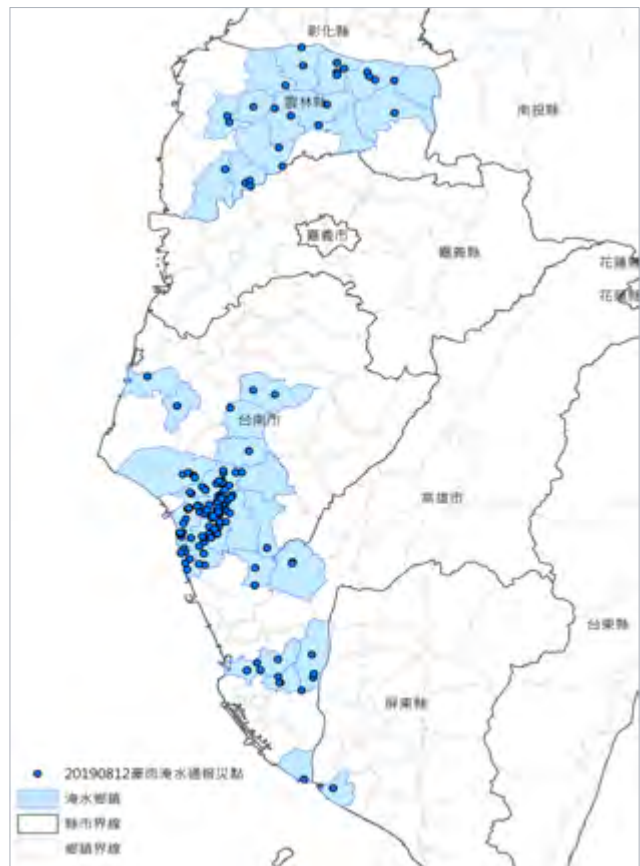 彰化縣
雲林縣
南投縣
嘉義市
嘉義縣
花蓮縣
花蓮縣
台南市
高雄市
台東縣
屏東縣
20190812豪雨淹水通報災點
淹水鄉鎮
縣市界線
鄉鎮界線